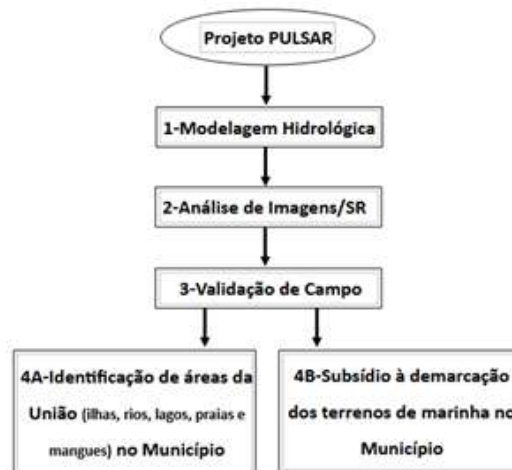 Projeto PULSAR
1-Modelagem Hidrológica
2-Análise de Imagens/SR
3-Validação de Campo
4A-Identificação de áreas da
União (ilhas, rios, lagos, praias e
mangues) no Município
4B-Subsídio à demarcação
dos terrenos de marinha no
Município